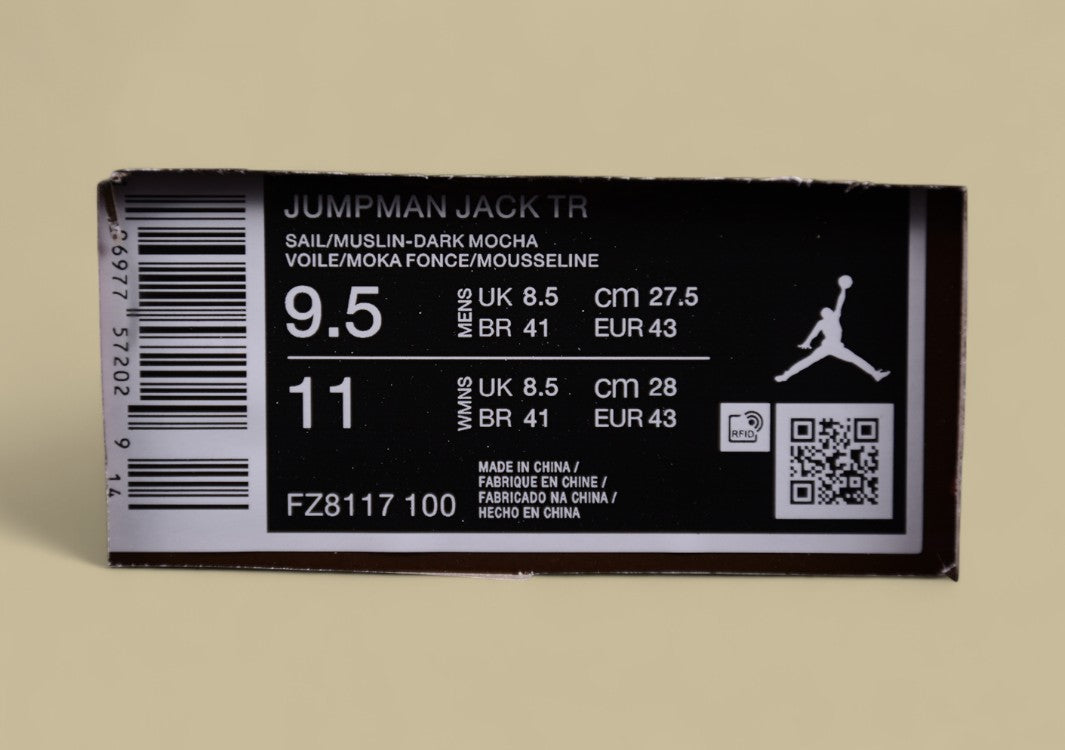 JUMPMAN JACK TR
SAIL/MUSLIN-DARK MOCHA
VOILE/MOKA FONCE/MOUSSELINE
9.5 MENS UK 8.5 cm 27.5
BR 41 EUR 43
11 WMNS UK 8.5 cm 28
BR 41 EUR 43
RFID
MADE IN CHINA /
FABRIQUE EN CHINE /
FABRICADO NA CHINA /
HECHO EN CHINA
FZ8117 100
57202 9 14